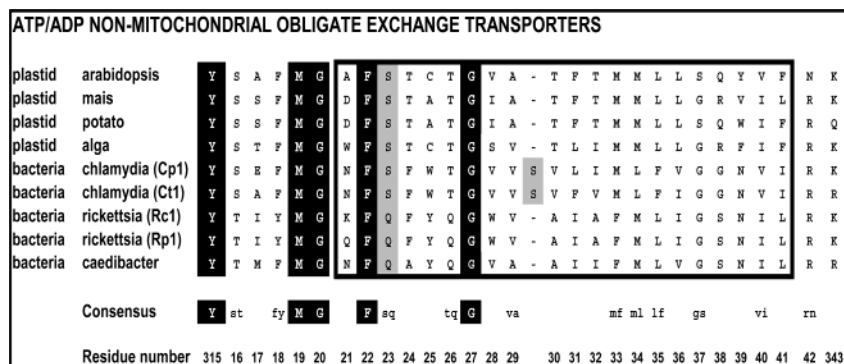 ATP/ADP NON-MITOCHONDRIAL OBLIGATE EXCHANGE TRANSPORTERS
plastid arabidopsis Y S A F M G A F S T C T G V A - T F T M M L L S Q Y V F N K
plastid mais Y S S F M G D F S T A T G I A - T F T M M L L G R V I L R K
plastid potato Y S S F M G D F S T A T G I A - T F T M M L L S Q W I F R Q
plastid alga Y S T F M G W F S T C T G S V - T L I M M L L G R F I F R K
bacteria chlamydia (Cp1) Y S E F M G N F S F W T G V V S V L I M L F V G G N V I R K
bacteria chlamydia (Ct1) Y S A F M G N F S F W T G V V S V F V M L F I G G N V I R R
bacteria rickettsia (Rc1) Y T I Y M G K F Q F Y Q G W V - A I A F M L I G S N I L R K
bacteria rickettsia (Rp1) Y T I Y M G Q F Q F Y Q G W V - A I A F M L I G S N I L R K
bacteria caedibacter Y T M F M G N F Q A Y Q G V A - A I I F M L V G S N I L R R
Consensus Y st fy M G F sq tq G va mf ml lf gs vi rn
Residue number 315 16 17 18 19 20 21 22 23 24 25 26 27 28 29 30 31 32 33 34 35 36 37 38 39 40 41 42 343